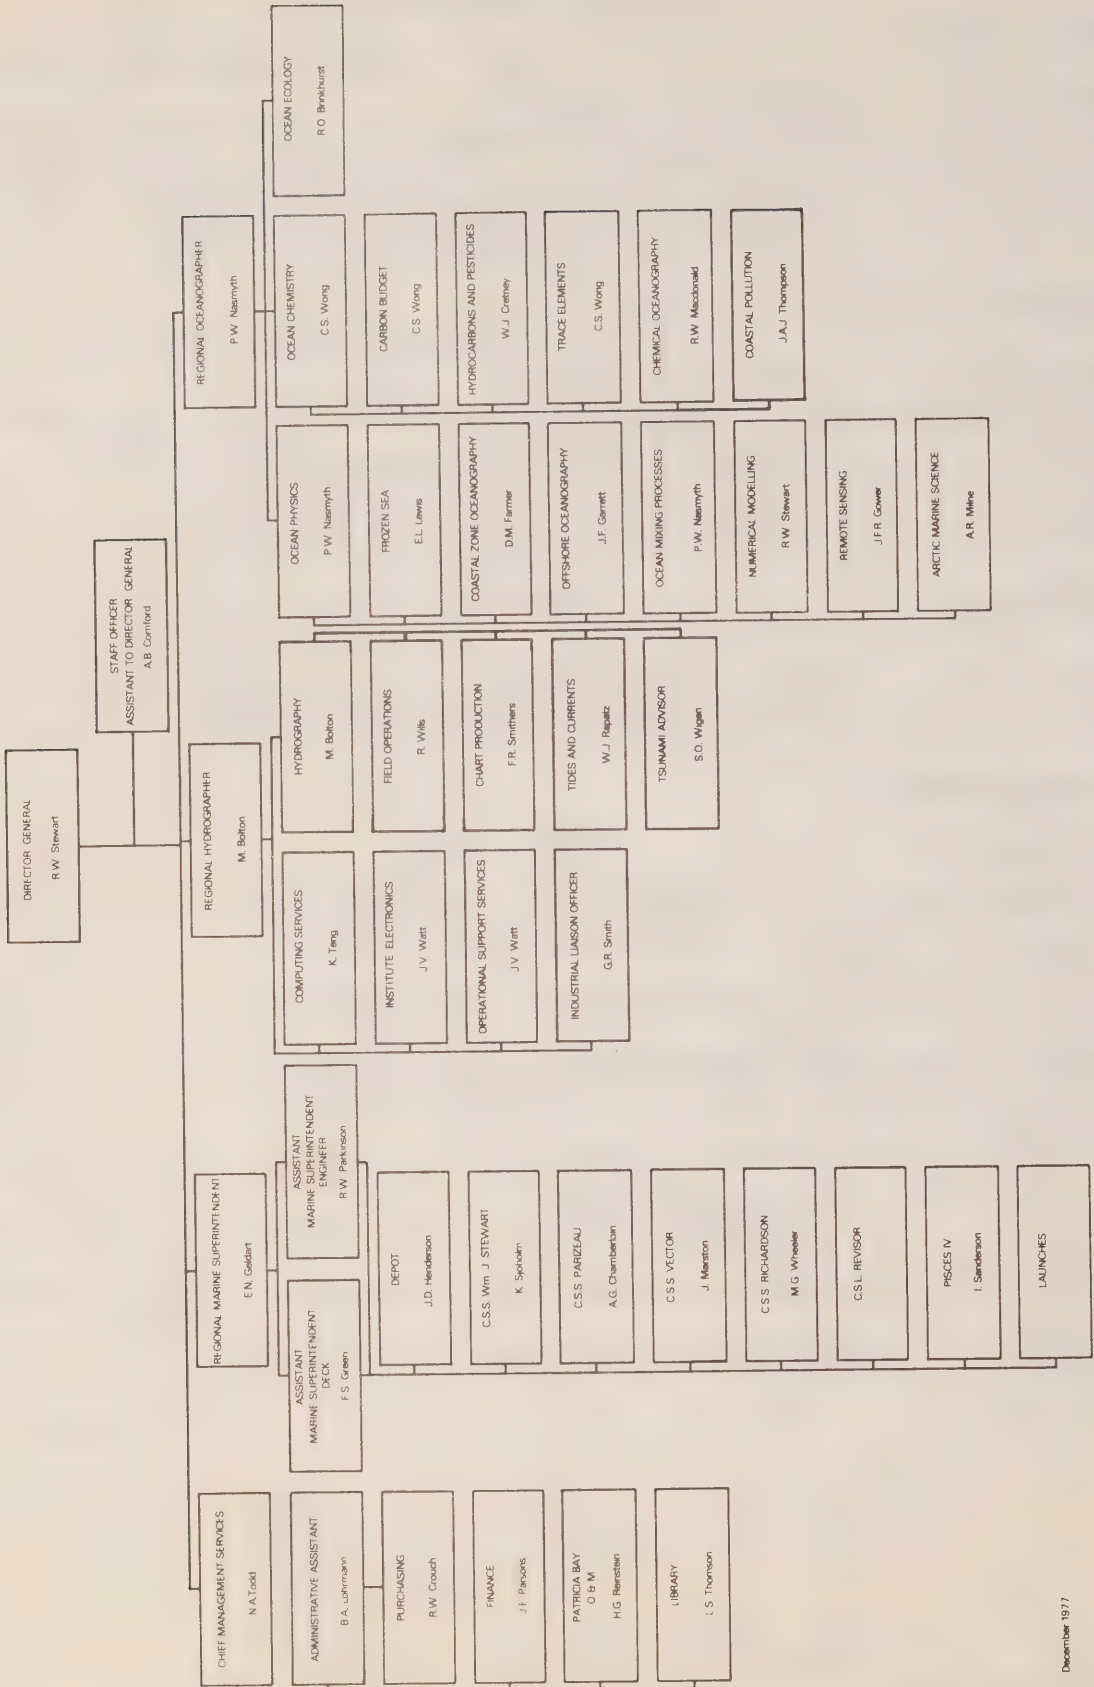 DIRECTOR GENERAL
R W Stewart
STAFF OFFICER
ASSISTANT TO DIRECTOR GENERAL
A.B Cornford
CHIEF MANAGEMENT SERVICES
N A.Todd
ADMINISTRATIVE ASSISTANT
B A. Lohrmann
PURCHASING
R.W. Crouch
FINANCE
J E Parsons
PATRICIA BAY
O & M
H.G Reinstein
LIBRARY
S Thomson
REGIONAL MARINE SUPERINTENDENT
E N. Geldart
ASSISTANT
MARINE SUPERINTENDENT
DECK
F S Green
ASSISTANT
MARINE SUPERINTENDENT
ENGINEER
R W Parkinson
DEPOT
J.D. Henderson
C.S.S. Wm J STEWART
K Sjoholm
C.S.S PARIZEAU
A.G. Chamberlain
C S S VECTOR
J. Marston
C S S RICHARDSON
M G Wheeler
C.S L. REVISOR
PISCES IV
I. Sanderson
LAUNCHES
REGIONAL HYDROGRAPHER
M. Bolton
COMPUTING SERVICES
K. Teng
INSTITUTE ELECTRONICS
J V Watt
OPERATIONAL SUPPORT SERVICES
J V Watt
INDUSTRIAL LIAISON OFFICER
G.R. Smith
HYDROGRAPHY
M. Bolton
FIELD OPERATIONS
R. Wills
CHART PRODUCTION
F.R. Smithers
TIDES AND CURRENTS
W.J Rapatz
TSUNAMI ADVISOR
S.O. Wigen
REGIONAL OCEANOGRAPHER
P W Nasmyth
OCEAN PHYSICS
P W Nasmyth
FROZEN SEA
E.L. Lewis
COASTAL ZONE OCEANOGRAPHY
D.M. Farmer
OFFSHORE OCEANOGRAPHY
J.F. Garrett
OCEAN MIXING PROCESSES
P.W. Nasmyth
NUMERICAL MODELLING
R W Stewart
REMOTE SENSING
J F R Gower
ARCTIC MARINE SCIENCE
A.R. Milne
OCEAN CHEMISTRY
C S. Wong
CARBON BUDGET
C S Wong
HYDROCARBONS AND PESTICIDES
W.J Cretney
TRACE ELEMENTS
C.S. Wong
CHEMICAL OCEANOGRAPHY
R.W Macdonald
COASTAL POLLUTION
J.A.J Thompson
OCEAN ECOLOGY
R O Brinkhurst
December 1977